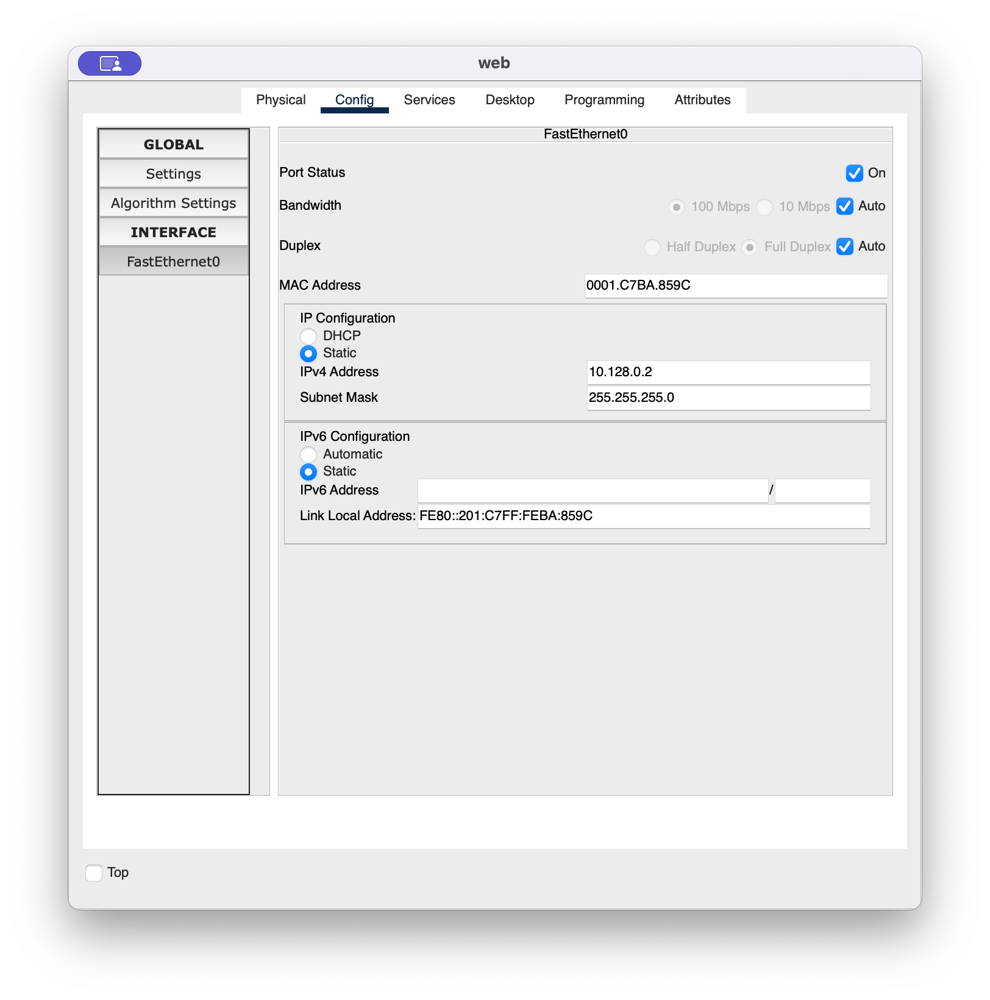 web
Physical Config Services Desktop Programming Attributes
GLOBAL
Settings
Algorithm Settings
INTERFACE
FastEthernet0
FastEthernet0
Port Status On
Bandwidth 100 Mbps 10 Mbps Auto
Duplex Half Duplex Full Duplex Auto
MAC Address 0001.C7BA.859C
IP Configuration
DHCP
Static
IPv4 Address 10.128.0.2
Subnet Mask 255.255.255.0
IPv6 Configuration
Automatic
Static
IPv6 Address /
Link Local Address: FE80::201:C7FF:FEBA:859C
Top